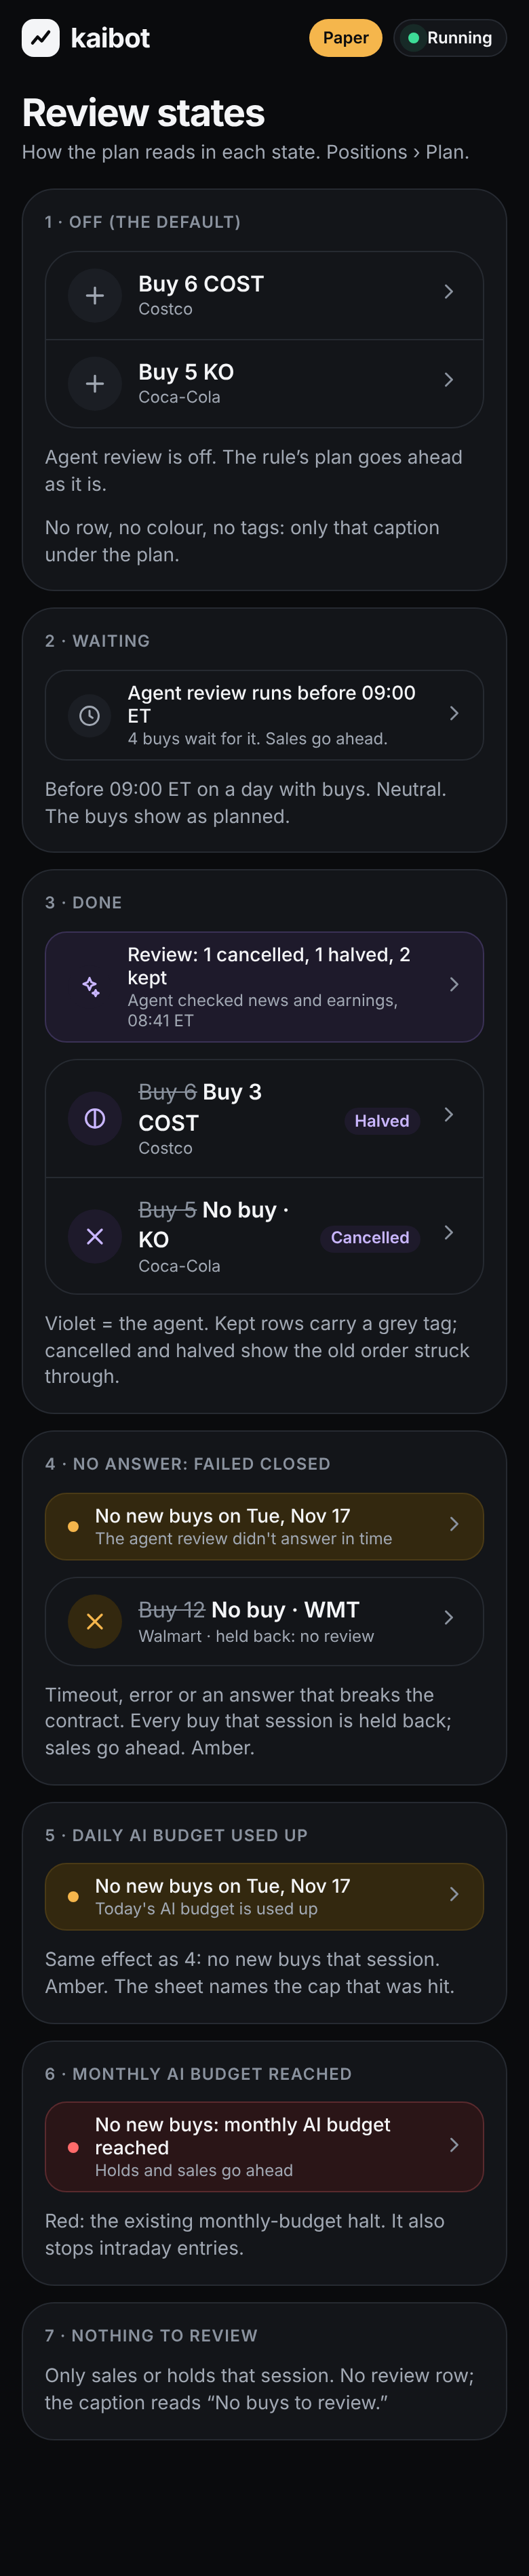 kaibot
Paper
Running
Review states
How the plan reads in each state. Positions › Plan.
1 · OFF (THE DEFAULT)
Buy 6 COST
Costco
Buy 5 KO
Coca-Cola
Agent review is off. The rule’s plan goes ahead
as it is.
No row, no colour, no tags: only that caption
under the plan.
2 · WAITING
Agent review runs before 09:00
ET
4 buys wait for it. Sales go ahead.
Before 09:00 ET on a day with buys. Neutral.
The buys show as planned.
3 · DONE
Review: 1 cancelled, 1 halved, 2
kept
Agent checked news and earnings,
08:41 ET
Buy 6 Buy 3
COST
Costco
Halved
Buy 5 No buy ·
KO
Coca-Cola
Cancelled
Violet = the agent. Kept rows carry a grey tag;
cancelled and halved show the old order struck
through.
4 · NO ANSWER: FAILED CLOSED
No new buys on Tue, Nov 17
The agent review didn't answer in time
Buy 12 No buy · WMT
Walmart · held back: no review
Timeout, error or an answer that breaks the
contract. Every buy that session is held back;
sales go ahead. Amber.
5 · DAILY AI BUDGET USED UP
No new buys on Tue, Nov 17
Today's AI budget is used up
Same effect as 4: no new buys that session.
Amber. The sheet names the cap that was hit.
6 · MONTHLY AI BUDGET REACHED
No new buys: monthly AI budget
reached
Holds and sales go ahead
Red: the existing monthly-budget halt. It also
stops intraday entries.
7 · NOTHING TO REVIEW
Only sales or holds that session. No review row;
the caption reads “No buys to review.”